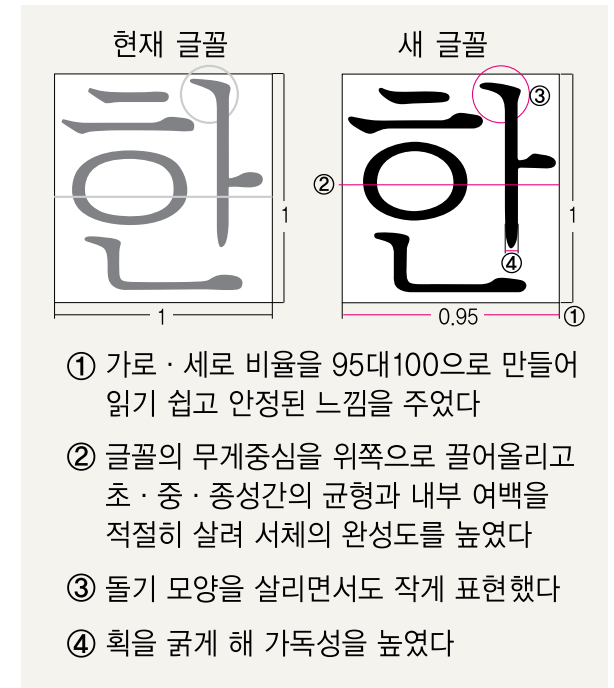 현재 글꼴
새 글꼴
한
한
③
②
1
1
④
1
0.95
①
① 가로 · 세로 비율을 95대100으로 만들어
읽기 쉽고 안정된 느낌을 주었다
② 글꼴의 무게중심을 위쪽으로 끌어올리고
초 · 중 · 종성간의 균형과 내부 여백을
적절히 살려 서체의 완성도를 높였다
③ 돌기 모양을 살리면서도 작게 표현했다
④ 획을 굵게 해 가독성을 높였다